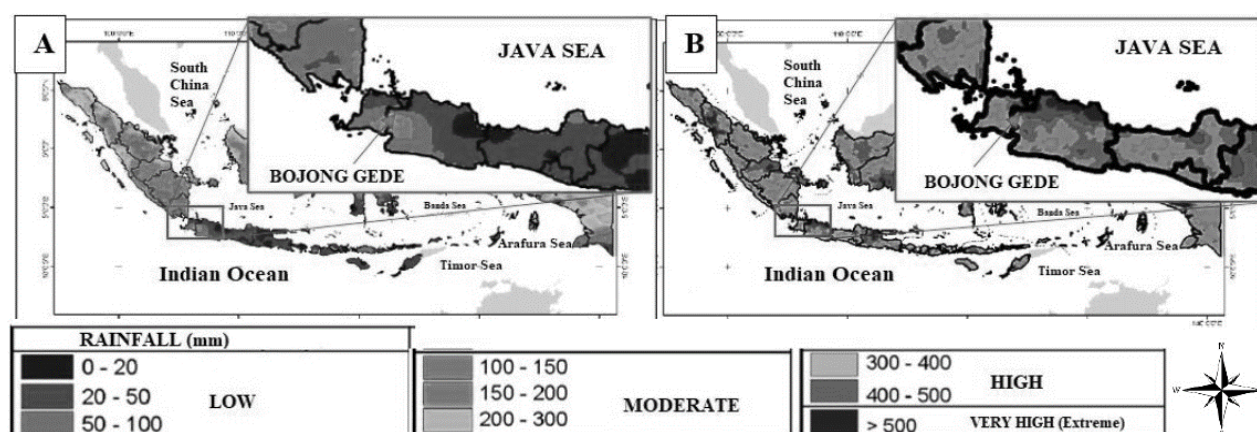 A
JAVA SEA
South
China
Sea
BOJONG GEDE
Java Sea
Banda Sea
Arafura Sea
Timor Sea
Indian Ocean
B
JAVA SEA
South
China
Sea
BOJONG GEDE
Java Sea
Banda Sea
Arafura Sea
Timor Sea
Indian Ocean
RAINFALL (mm)
0 - 20
20 - 50
50 - 100
LOW
100 - 150
150 - 200
200 - 300
MODERATE
300 - 400
400 - 500
HIGH
> 500
VERY HIGH (Extreme)
N
W
E